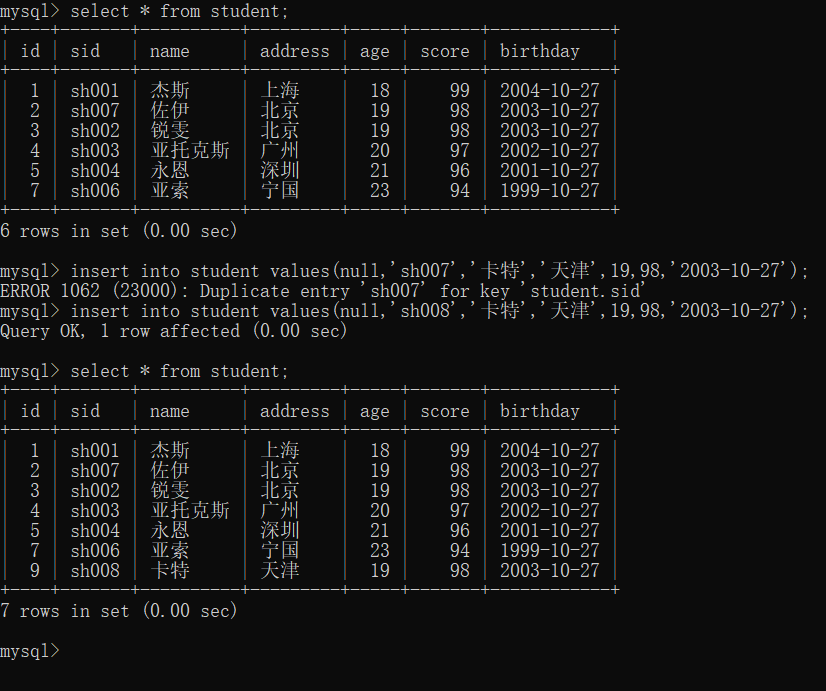 mysql> select * from student;
+----+-------+----------+---------+-----+-------+------------+
| id | sid | name | address | age | score | birthday |
+----+-------+----------+---------+-----+-------+------------+
| 1 | sh001 | 杰斯 | 上海 | 18 | 99 | 2004-10-27
| 2 | sh007 | 佐伊 | 北京 | 19 | 98 | 2003-10-27
| 3 | sh002 | 锐雯 | 北京 | 19 | 98 | 2003-10-27
| 4 | sh003 | 亚托克斯 | 广州 | 20 | 97 | 2002-10-27
| 5 | sh004 | 永恩 | 深圳 | 21 | 96 | 2001-10-27
| 7 | sh006 | 亚索 | 宁国 | 23 | 94 | 1999-10-27
+----+-------+----------+---------+-----+-------+------------+
6 rows in set (0.00 sec)
mysql> insert into student values(null,'sh007','卡特','天津',19,98,'2003-10-27');
ERROR 1062 (23000): Duplicate entry 'sh007' for key 'student.sid'
mysql> insert into student values(null,'sh008','卡特','天津',19,98,'2003-10-27');
Query OK, 1 row affected (0.00 sec)
mysql> select * from student;
+----+-------+----------+---------+-----+-------+------------+
| id | sid | name | address | age | score | birthday |
+----+-------+----------+---------+-----+-------+------------+
| 1 | sh001 | 杰斯 | 上海 | 18 | 99 | 2004-10-27
| 2 | sh007 | 佐伊 | 北京 | 19 | 98 | 2003-10-27
| 3 | sh002 | 锐雯 | 北京 | 19 | 98 | 2003-10-27
| 4 | sh003 | 亚托克斯 | 广州 | 20 | 97 | 2002-10-27
| 5 | sh004 | 永恩 | 深圳 | 21 | 96 | 2001-10-27
| 7 | sh006 | 亚索 | 宁国 | 23 | 94 | 1999-10-27
| 9 | sh008 | 卡特 | 天津 | 19 | 98 | 2003-10-27
+----+-------+----------+---------+-----+-------+------------+
7 rows in set (0.00 sec)
mysql>